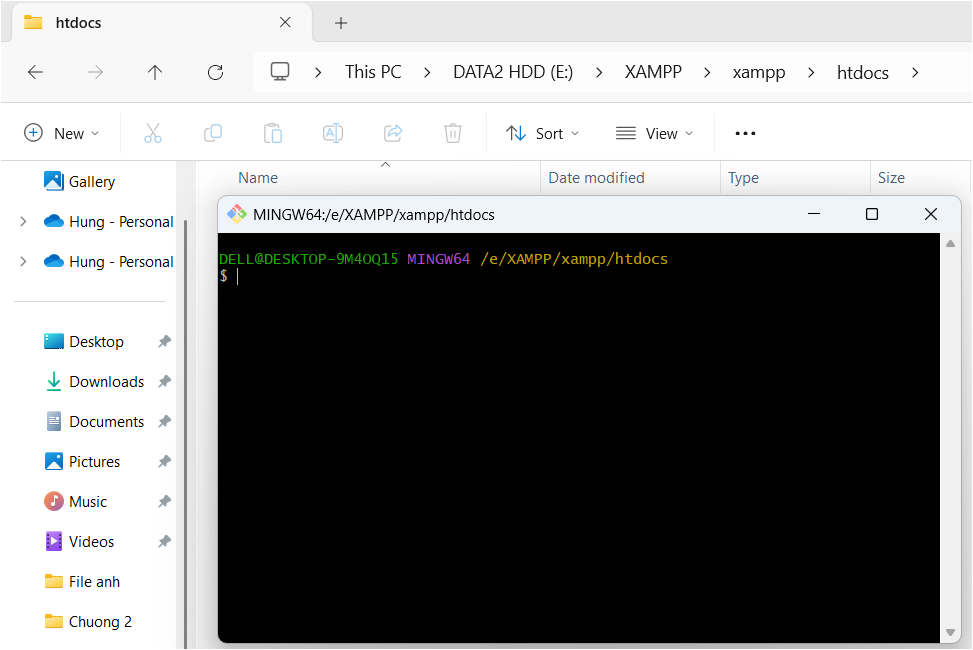 htdocs
This PC > DATA2 HDD (E:) > XAMPP > xampp > htdocs >
New Sort View
Name Date modified Type Size
Gallery
Hung - Personal
Hung - Personal
Desktop
Downloads
Documents
Pictures
Music
Videos
File anh
Chuong 2
MINGW64:/e/XAMPP/xampp/htdocs
DELL@DESKTOP-9M4OQ15 MINGW64 /e/XAMPP/xampp/htdocs
$